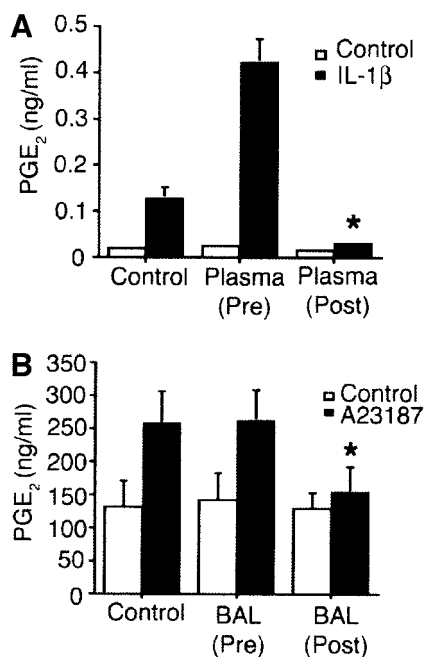 A
PGE2 (ng/ml)
0.5
0.4
0.3
0.2
0.1
0
Control
IL-1β
*
Control
Plasma
(Pre)
Plasma
(Post)
B
PGE2 (ng/ml)
350
300
250
200
150
100
50
0
Control
A23187
*
Control
BAL
(Pre)
BAL
(Post)